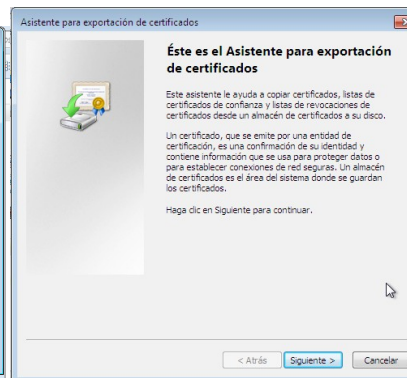 Asistente para exportación de certificados
Éste es el Asistente para exportación
de certificados
Este asistente le ayuda a copiar certificados, listas de
certificados de confianza y listas de revocaciones de
certificados desde un almacén de certificados a su disco.
Un certificado, que se emite por una entidad de
certificación, es una confirmación de su identidad y
contiene información que se usa para proteger datos o
para establecer conexiones de red seguras. Un almacén
de certificados es el área del sistema donde se guardan
los certificados.
Haga clic en Siguiente para continuar.
< Atrás Siguiente > Cancelar